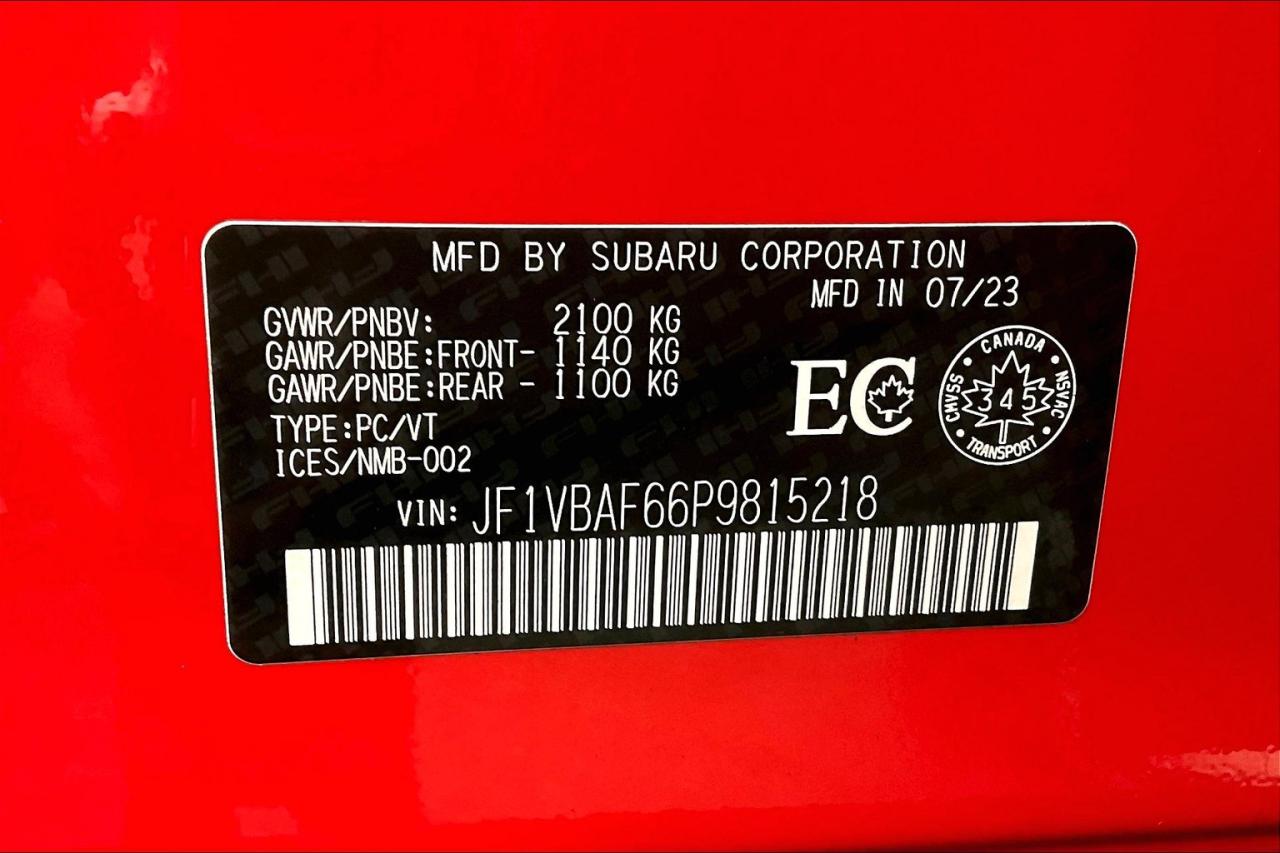 MFD BY SUBARU CORPORATION
MFD IN 07/23
GVWR/PNBV: 2100 KG
GAWR/PNBE:FRONT- 1140 KG
GAWR/PNBE:REAR - 1100 KG
TYPE:PC/VT
ICES/NMB-002
EC
CANADA
CMVSS
NSVAC
345
TRANSPORT
VIN: JF1VBAF66P9815218